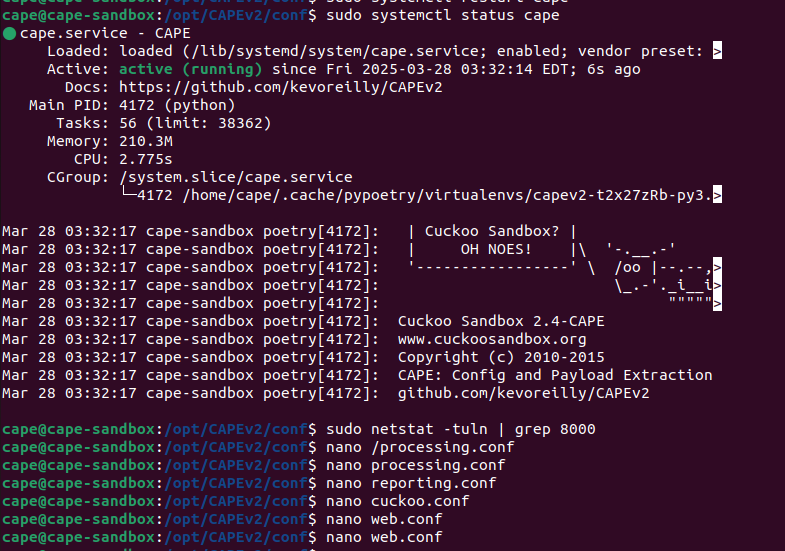 cape@cape-sandbox:/opt/CAPEv2/conf$ sudo systemctl restart cape
cape@cape-sandbox:/opt/CAPEv2/conf$ sudo systemctl status cape
● cape.service - CAPE
     Loaded: loaded (/lib/systemd/system/cape.service; enabled; vendor preset: >
     Active: active (running) since Fri 2025-03-28 03:32:14 EDT; 6s ago
       Docs: https://github.com/kevoreilly/CAPEv2
   Main PID: 4172 (python)
      Tasks: 56 (limit: 38362)
     Memory: 210.3M
        CPU: 2.775s
     CGroup: /system.slice/cape.service
             └─4172 /home/cape/.cache/pypoetry/virtualenvs/capev2-t2x27zRb-py3.>
Mar 28 03:32:17 cape-sandbox poetry[4172]:   | Cuckoo Sandbox? |
Mar 28 03:32:17 cape-sandbox poetry[4172]:   |     OH NOES!    |\  '-.__.-'
Mar 28 03:32:17 cape-sandbox poetry[4172]:   '-----------------' \  /oo |--.--,>
Mar 28 03:32:17 cape-sandbox poetry[4172]:                          \_.-'._i__i>
Mar 28 03:32:17 cape-sandbox poetry[4172]:                                """"">
Mar 28 03:32:17 cape-sandbox poetry[4172]:  Cuckoo Sandbox 2.4-CAPE
Mar 28 03:32:17 cape-sandbox poetry[4172]:  www.cuckoosandbox.org
Mar 28 03:32:17 cape-sandbox poetry[4172]:  Copyright (c) 2010-2015
Mar 28 03:32:17 cape-sandbox poetry[4172]:  CAPE: Config and Payload Extraction
Mar 28 03:32:17 cape-sandbox poetry[4172]:  github.com/kevoreilly/CAPEv2
cape@cape-sandbox:/opt/CAPEv2/conf$ sudo netstat -tuln | grep 8000
cape@cape-sandbox:/opt/CAPEv2/conf$ nano /processing.conf
cape@cape-sandbox:/opt/CAPEv2/conf$ nano processing.conf
cape@cape-sandbox:/opt/CAPEv2/conf$ nano reporting.conf
cape@cape-sandbox:/opt/CAPEv2/conf$ nano cuckoo.conf
cape@cape-sandbox:/opt/CAPEv2/conf$ nano web.conf
cape@cape-sandbox:/opt/CAPEv2/conf$ nano web.conf